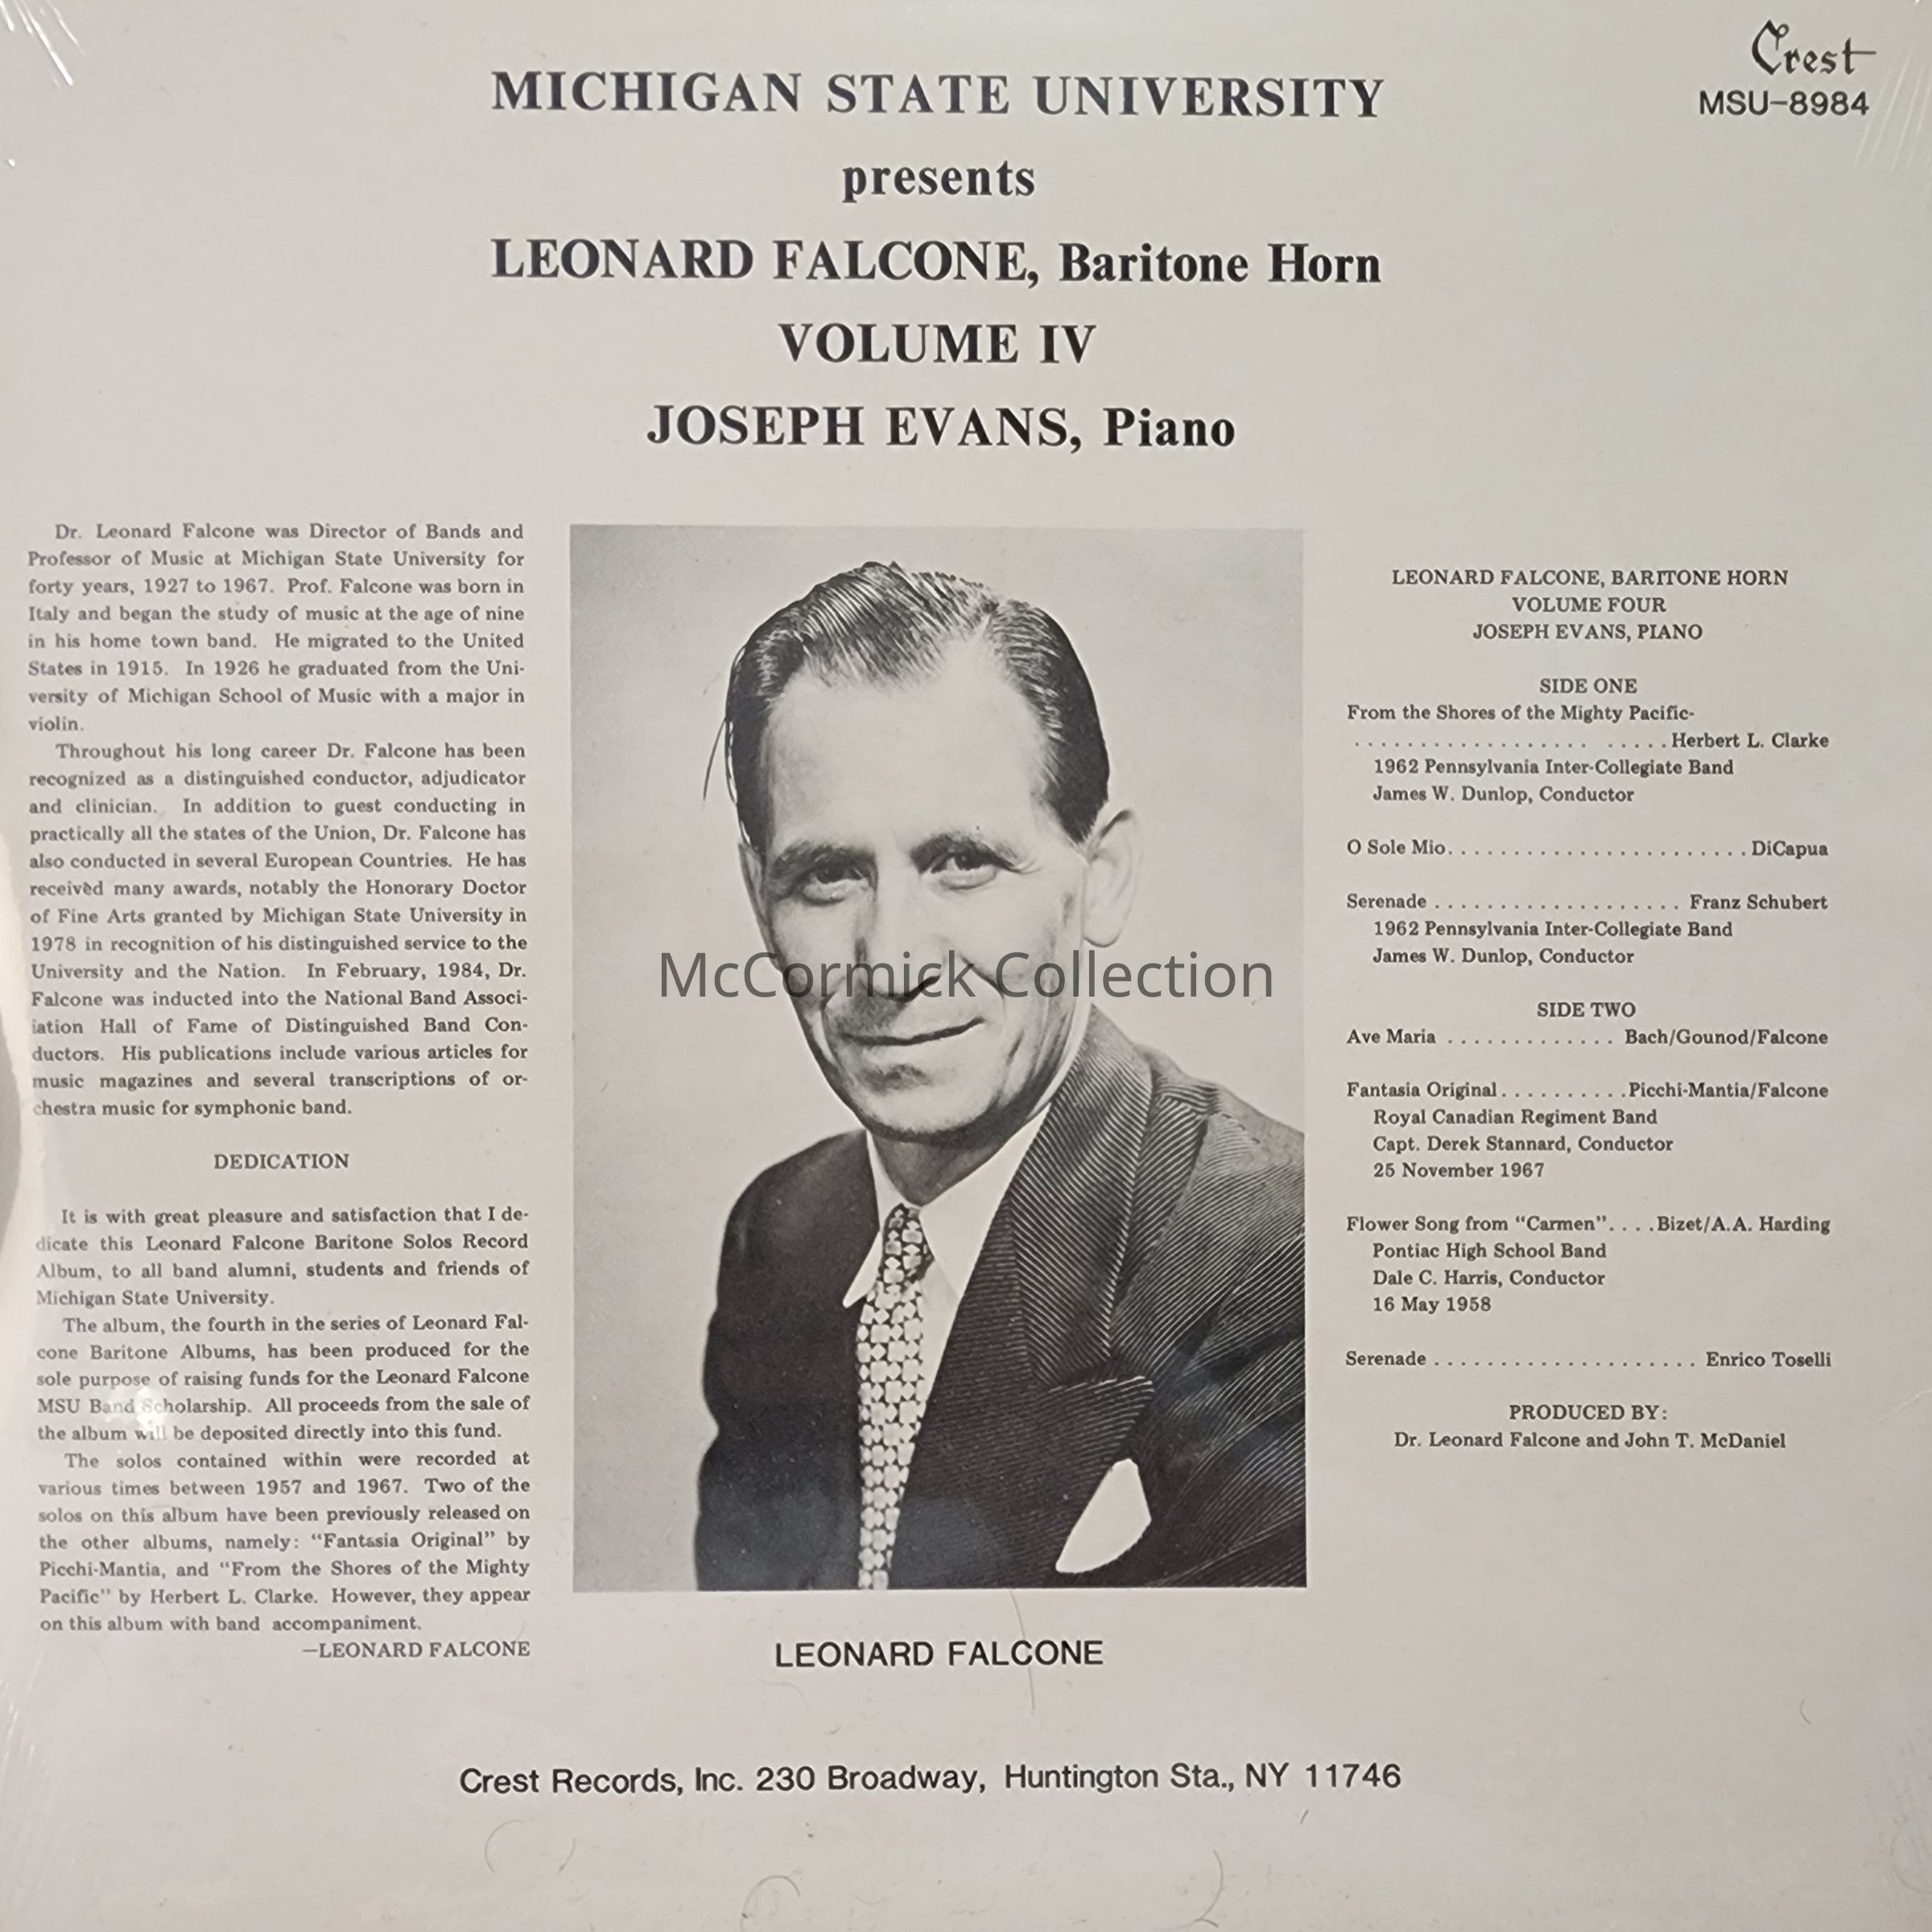 Crest
MSU-8984
MICHIGAN STATE UNIVERSITY
presents
LEONARD FALCONE, Baritone Horn
VOLUME IV
JOSEPH EVANS, Piano
Dr. Leonard Falcone was Director of Bands and
Professor of Music at Michigan State University for
forty years, 1927 to 1967. Prof. Falcone was born in
Italy and began the study of music at the age of nine
in his home town band. He migrated to the United
States in 1915. In 1926 he graduated from the Uni-
versity of Michigan School of Music with a major in
violin.
Throughout his long career Dr. Falcone has been
recognized as a distinguished conductor, adjudicator
and clinician. In addition to guest conducting in
practically all the states of the Union, Dr. Falcone has
also conducted in several European Countries. He has
received many awards, notably the Honorary Doctor
of Fine Arts granted by Michigan State University in
1978 in recognition of his distinguished service to the
University and the Nation. In February, 1984, Dr.
Falcone was inducted into the National Band Associ-
iation Hall of Fame of Distinguished Band Con-
ductors. His publications include various articles for
music magazines and several transcriptions of or-
chestra music for symphonic band.
DEDICATION
It is with great pleasure and satisfaction that I de-
dicate this Leonard Falcone Baritone Solos Record
Album, to all band alumni, students and friends of
Michigan State University.
The album, the fourth in the series of Leonard Fal-
cone Baritone Albums, has been produced for the
sole purpose of raising funds for the Leonard Falcone
MSU Band Scholarship. All proceeds from the sale of
the album will be deposited directly into this fund.
The solos contained within were recorded at
various times between 1957 and 1967. Two of the
solos on this album have been previously released on
the other albums, namely: “Fantasia Original” by
Picchi-Mantia, and “From the Shores of the Mighty
Pacific” by Herbert L. Clarke. However, they appear
on this album with band accompaniment.
—LEONARD FALCONE
McCormick Collection
LEONARD FALCONE
LEONARD FALCONE, BARITONE HORN
VOLUME FOUR
JOSEPH EVANS, PIANO
SIDE ONE
From the Shores of the Mighty Pacific-
. . . . . . . . . . . . . . . . . . . . . . . Herbert L. Clarke
1962 Pennsylvania Inter-Collegiate Band
James W. Dunlop, Conductor
O Sole Mio. . . . . . . . . . . . . . . . . . . . . . . DiCapua
Serenade . . . . . . . . . . . . . . . . . . . Franz Schubert
1962 Pennsylvania Inter-Collegiate Band
James W. Dunlop, Conductor
SIDE TWO
Ave Maria . . . . . . . . . . . . . Bach/Gounod/Falcone
Fantasia Original . . . . . . . . . . Picchi-Mantia/Falcone
Royal Canadian Regiment Band
Capt. Derek Stannard, Conductor
25 November 1967
Flower Song from “Carmen”. . . . Bizet/A.A. Harding
Pontiac High School Band
Dale C. Harris, Conductor
16 May 1958
Serenade . . . . . . . . . . . . . . . . . . . . Enrico Toselli
PRODUCED BY:
Dr. Leonard Falcone and John T. McDaniel
Crest Records, Inc. 230 Broadway, Huntington Sta., NY 11746